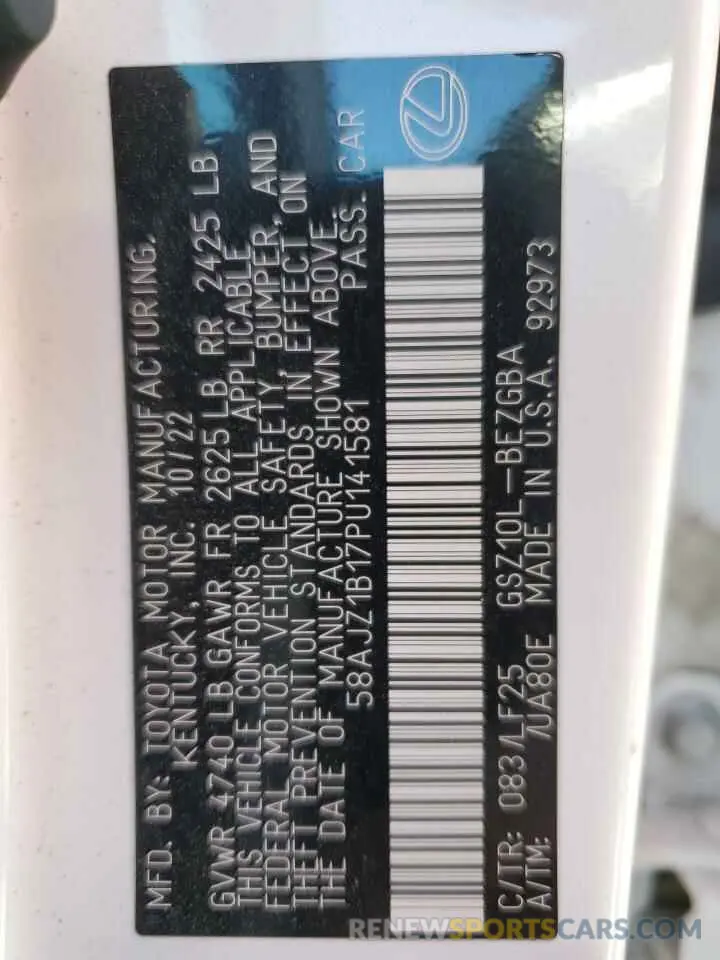 MFD. BY: TOYOTA MOTOR MANUFACTURING.
KENTUCKY, INC. 10/22
GVWR 4740 LB GAWR FR 2625 LB RR 2425 LB
THIS VEHICLE CONFORMS TO ALL APPLICABLE
FEDERAL MOTOR VEHICLE SAFETY, BUMPER, AND
THEFT PREVENTION STANDARDS IN EFFECT ON
THE DATE OF MANUFACTURE SHOWN ABOVE.
58AJZ1B17PU141581 PASS. CAR
C/TR: 083/LF25 GSZ10L-BEZGBA
A/TM: /UA80E MADE IN U.S.A. 92973
RENEWSPORTSCARS.COM